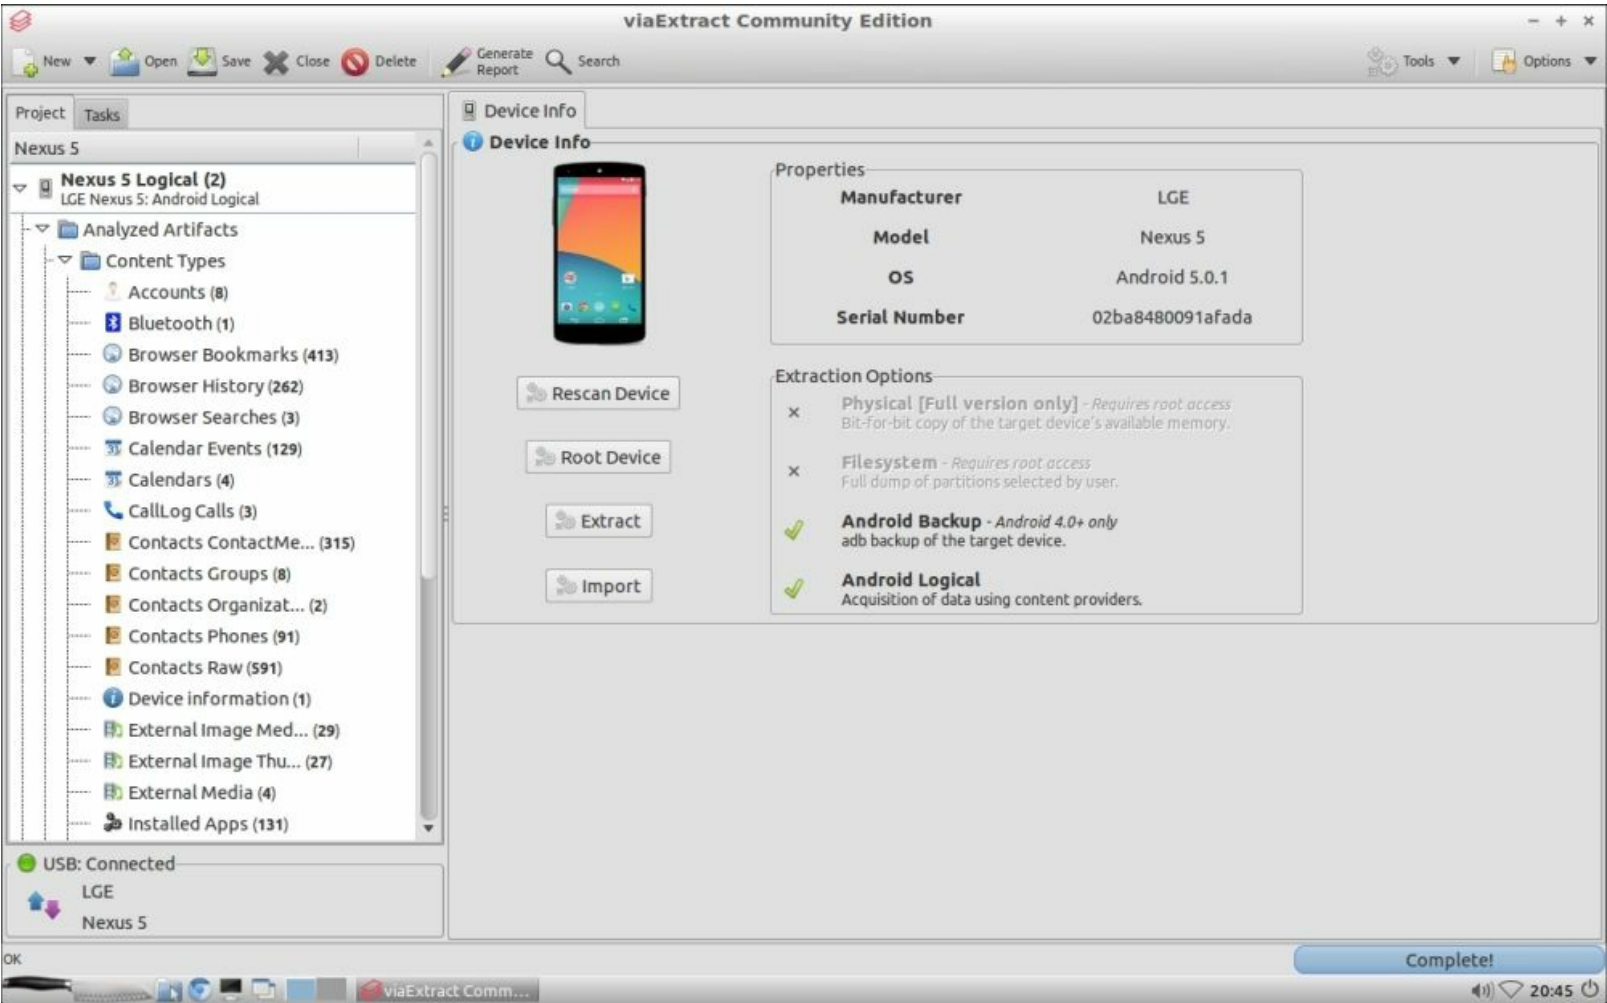 viaExtract Community Edition
New Open Save Close Delete Generate Report Search Tools Options
Project Tasks
Nexus 5
Nexus 5 Logical (2)
LGE Nexus 5: Android Logical
Analyzed Artifacts
Content Types
Accounts (8)
Bluetooth (1)
Browser Bookmarks (413)
Browser History (262)
Browser Searches (3)
Calendar Events (129)
Calendars (4)
CallLog Calls (3)
Contacts ContactMe... (315)
Contacts Groups (8)
Contacts Organizat... (2)
Contacts Phones (91)
Contacts Raw (591)
Device information (1)
External Image Med... (29)
External Image Thu... (27)
External Media (4)
Installed Apps (131)
USB: Connected
LGE
Nexus 5
Device Info
Device Info
Rescan Device
Root Device
Extract
Import
Properties
Manufacturer LGE
Model Nexus 5
OS Android 5.0.1
Serial Number 02ba8480091afada
Extraction Options
Physical [Full version only] - Requires root access
Bit-for-bit copy of the target device's available memory.
Filesystem - Requires root access
Full dump of partitions selected by user.
Android Backup - Android 4.0+ only
adb backup of the target device.
Android Logical
Acquisition of data using content providers.
OK
Complete!
viaExtract Comm...
20:45